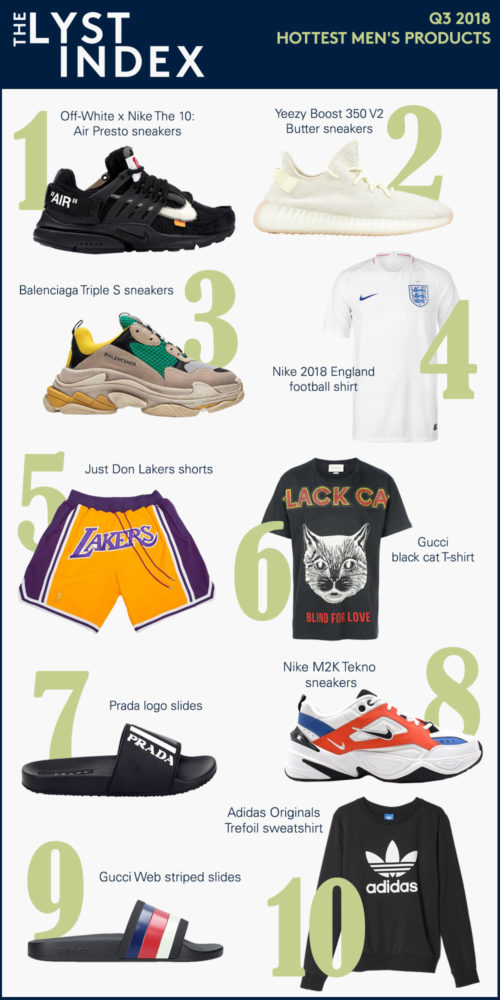 THE LYST
INDEX
Q3 2018
HOTTEST MEN'S PRODUCTS
1
Off-White x Nike The 10:
Air Presto sneakers
"AIR"
2
Yeezy Boost 350 V2
Butter sneakers
3
Balenciaga Triple S sneakers
BALENCIAGA
4
Nike 2018 England
football shirt
5
Just Don Lakers shorts
LAKERS
6
Gucci
black cat T-shirt
LACK CA
BLIND FOR LOVE
7
Prada logo slides
PRADA
PRADA
8
Nike M2K Tekno
sneakers
9
Gucci Web striped slides
GUCCI
10
Adidas Originals
Trefoil sweatshirt
adidas